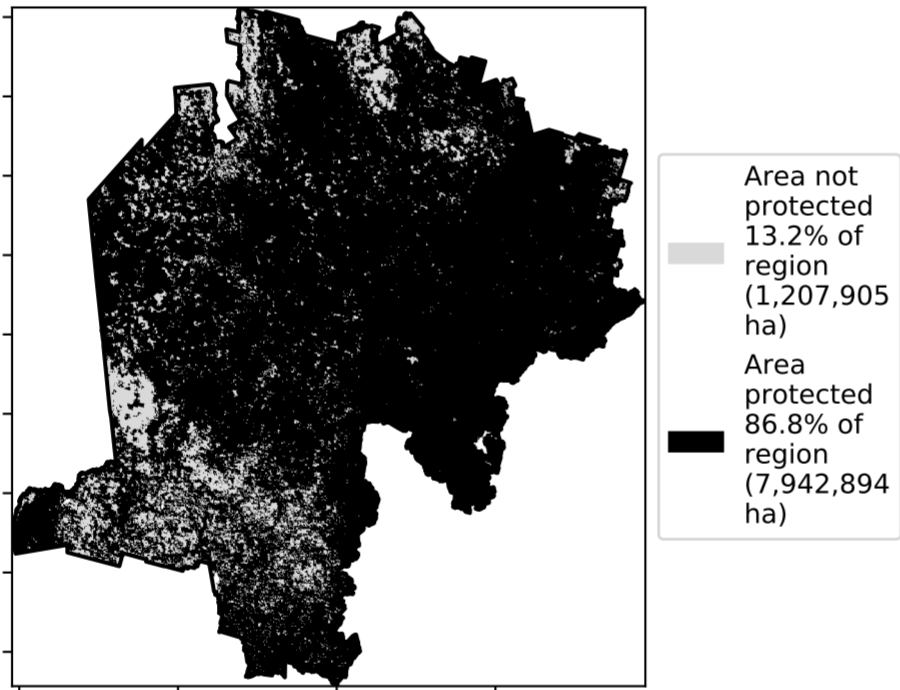 Area not
protected
13.2% of
region
(1,207,905
ha)
Area
protected
86.8% of
region
(7,942,894
ha)